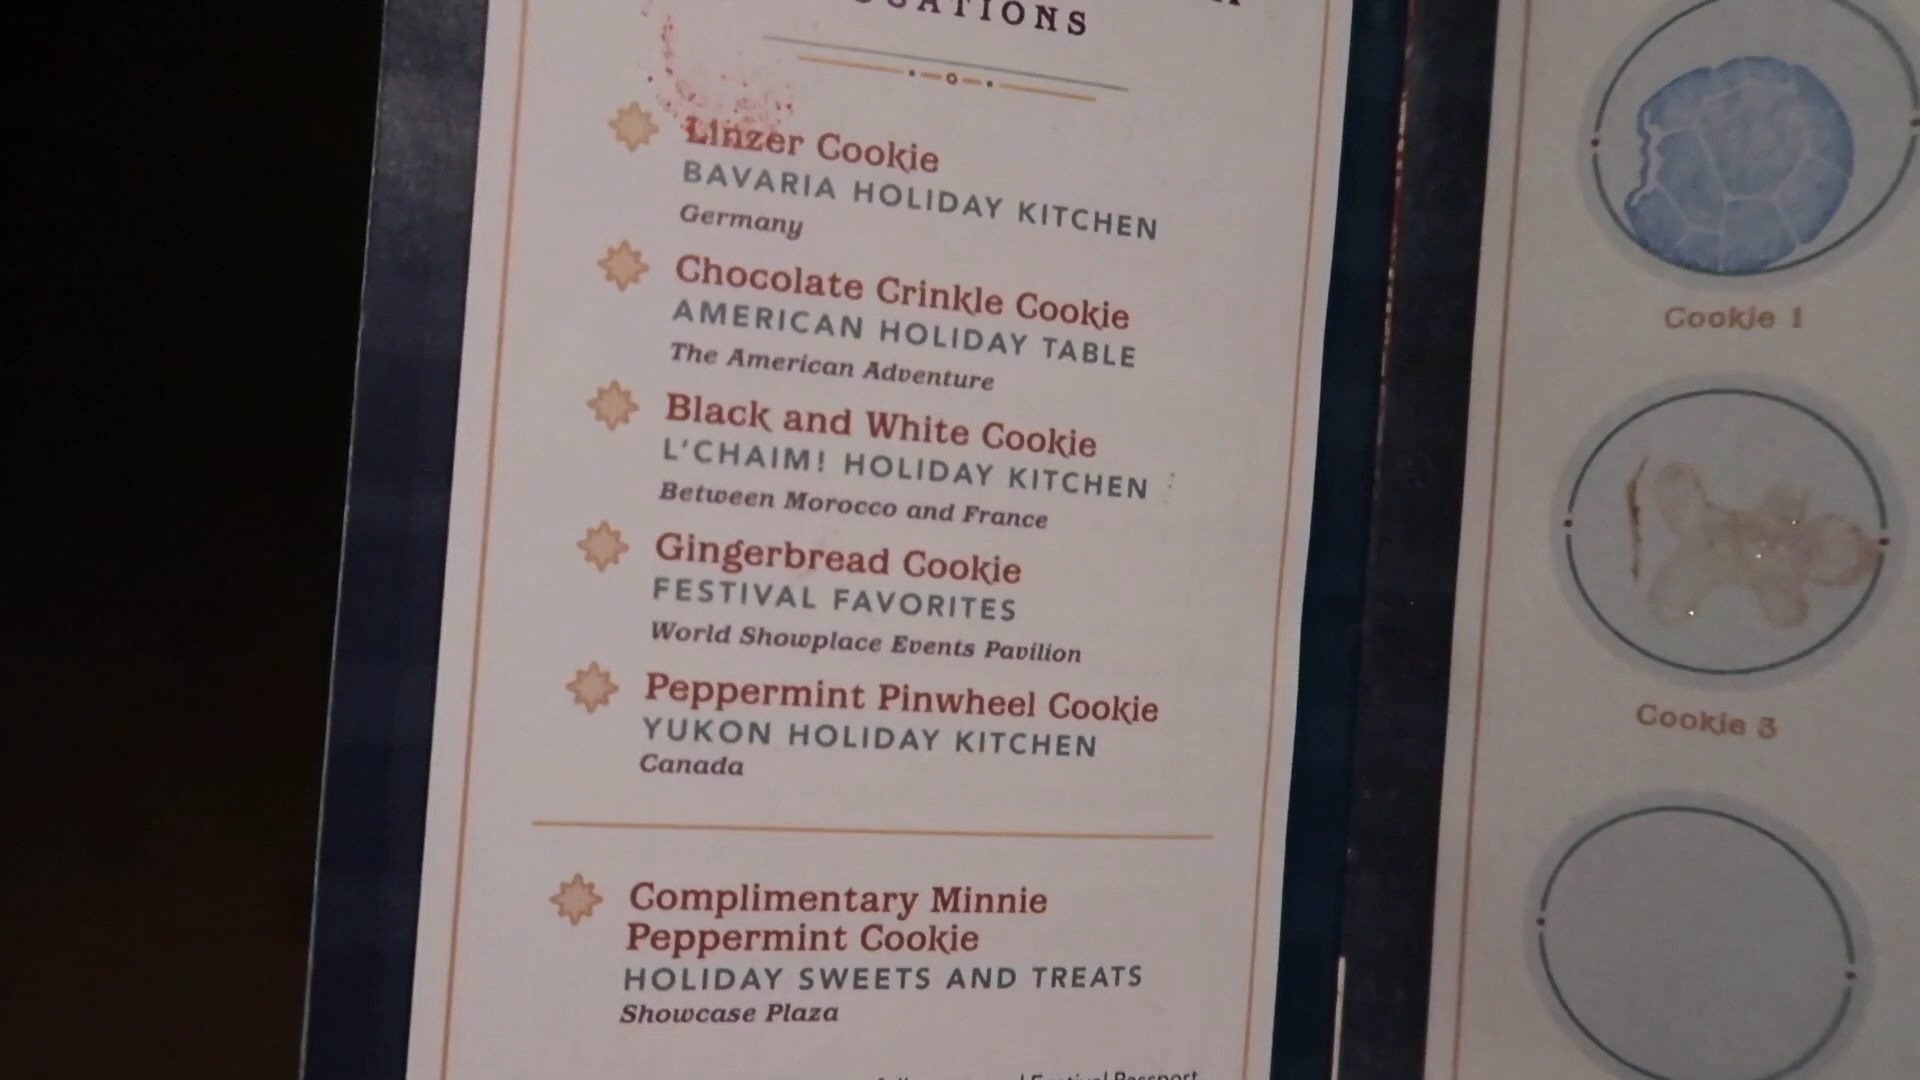 Linzer Cookie
BAVARIA HOLIDAY KITCHEN
Germany
Chocolate Crinkle Cookie
AMERICAN HOLIDAY TABLE
The American Adventure
Black and White Cookie
L'CHAIM! HOLIDAY KITCHEN
Between Morocco and France
Gingerbread Cookie
FESTIVAL FAVORITES
World Showplace Events Pavilion
Peppermint Pinwheel Cookie
YUKON HOLIDAY KITCHEN
Canada
Complimentary Minnie
Peppermint Cookie
HOLIDAY SWEETS AND TREATS
Showcase Plaza
Festival Passport
Cookie 1
Cookie 3